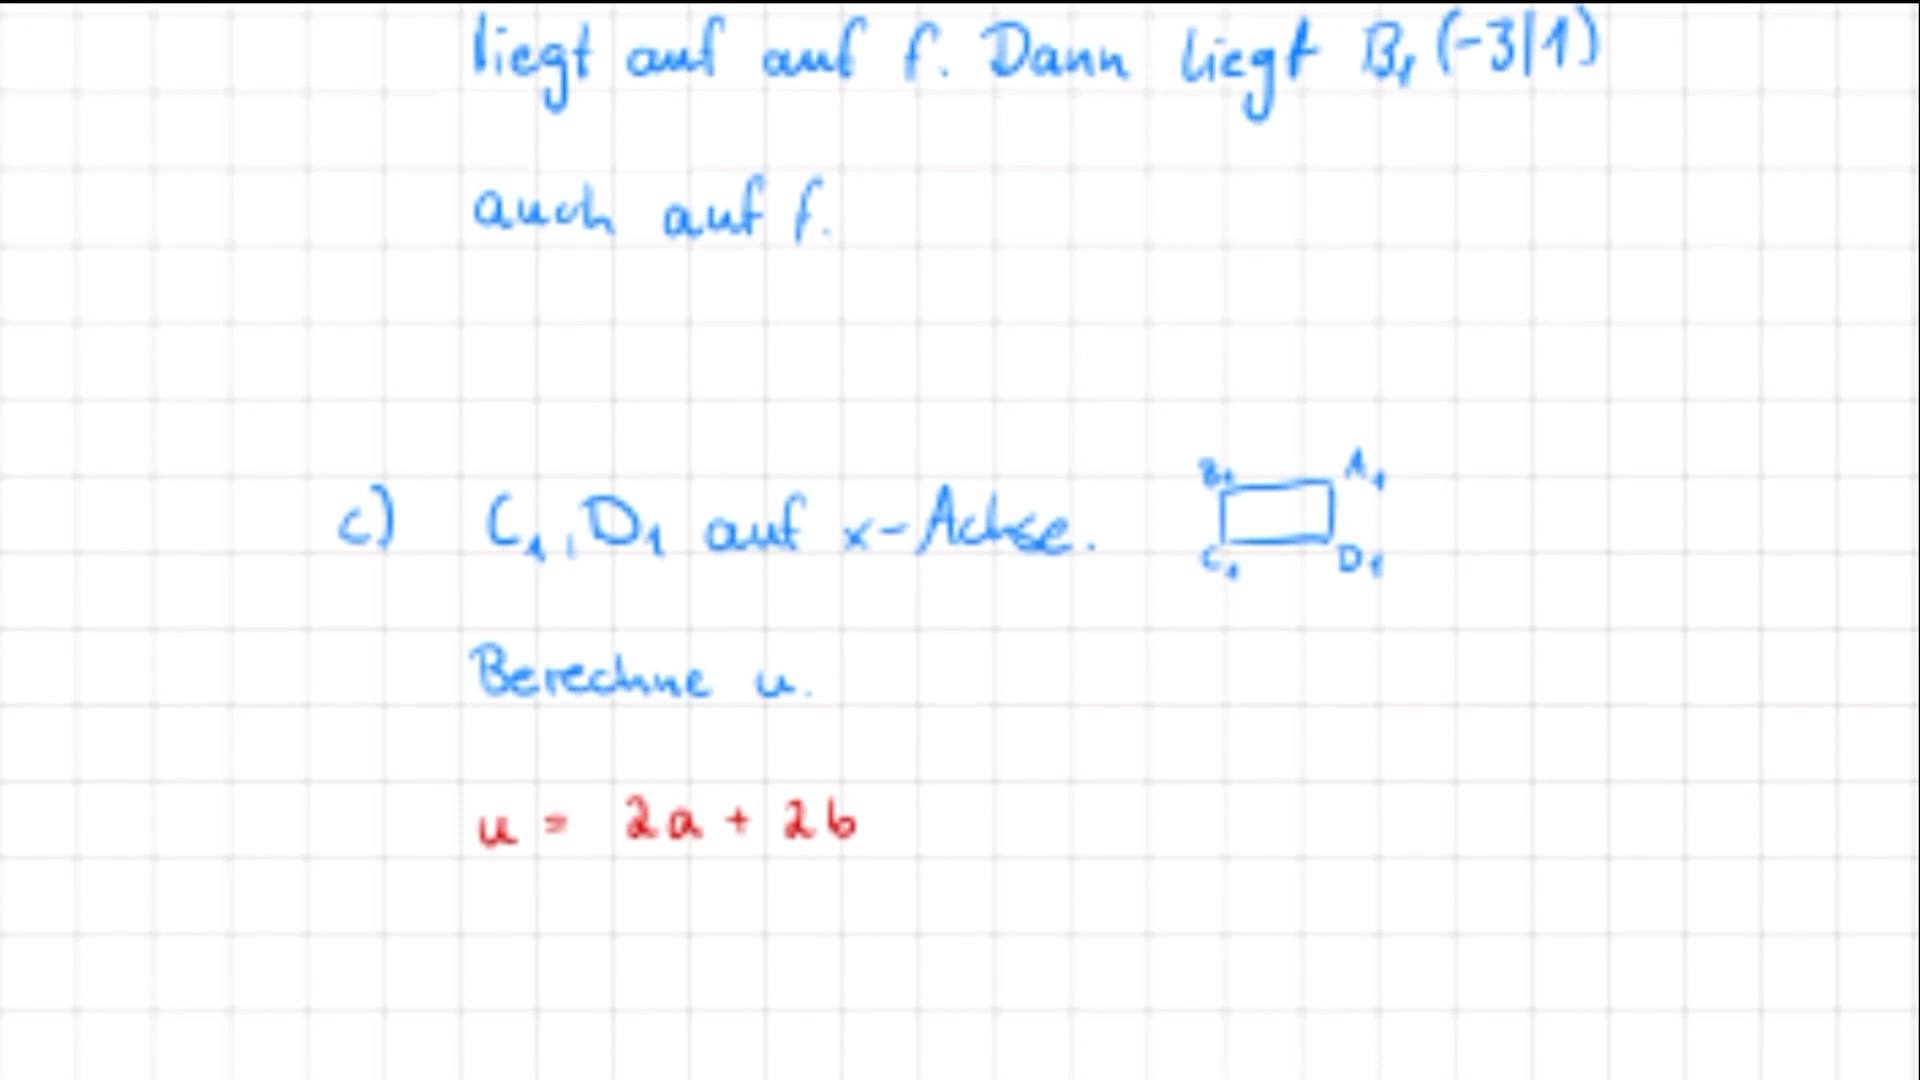 liegt auf auf f. Dann liegt B₁(-3|1)
auch auf f.
c) C₁, D₁ auf x-Achse.
B₁ A₁
C₁ D₁
Berechne u.
u = 2a + 2b